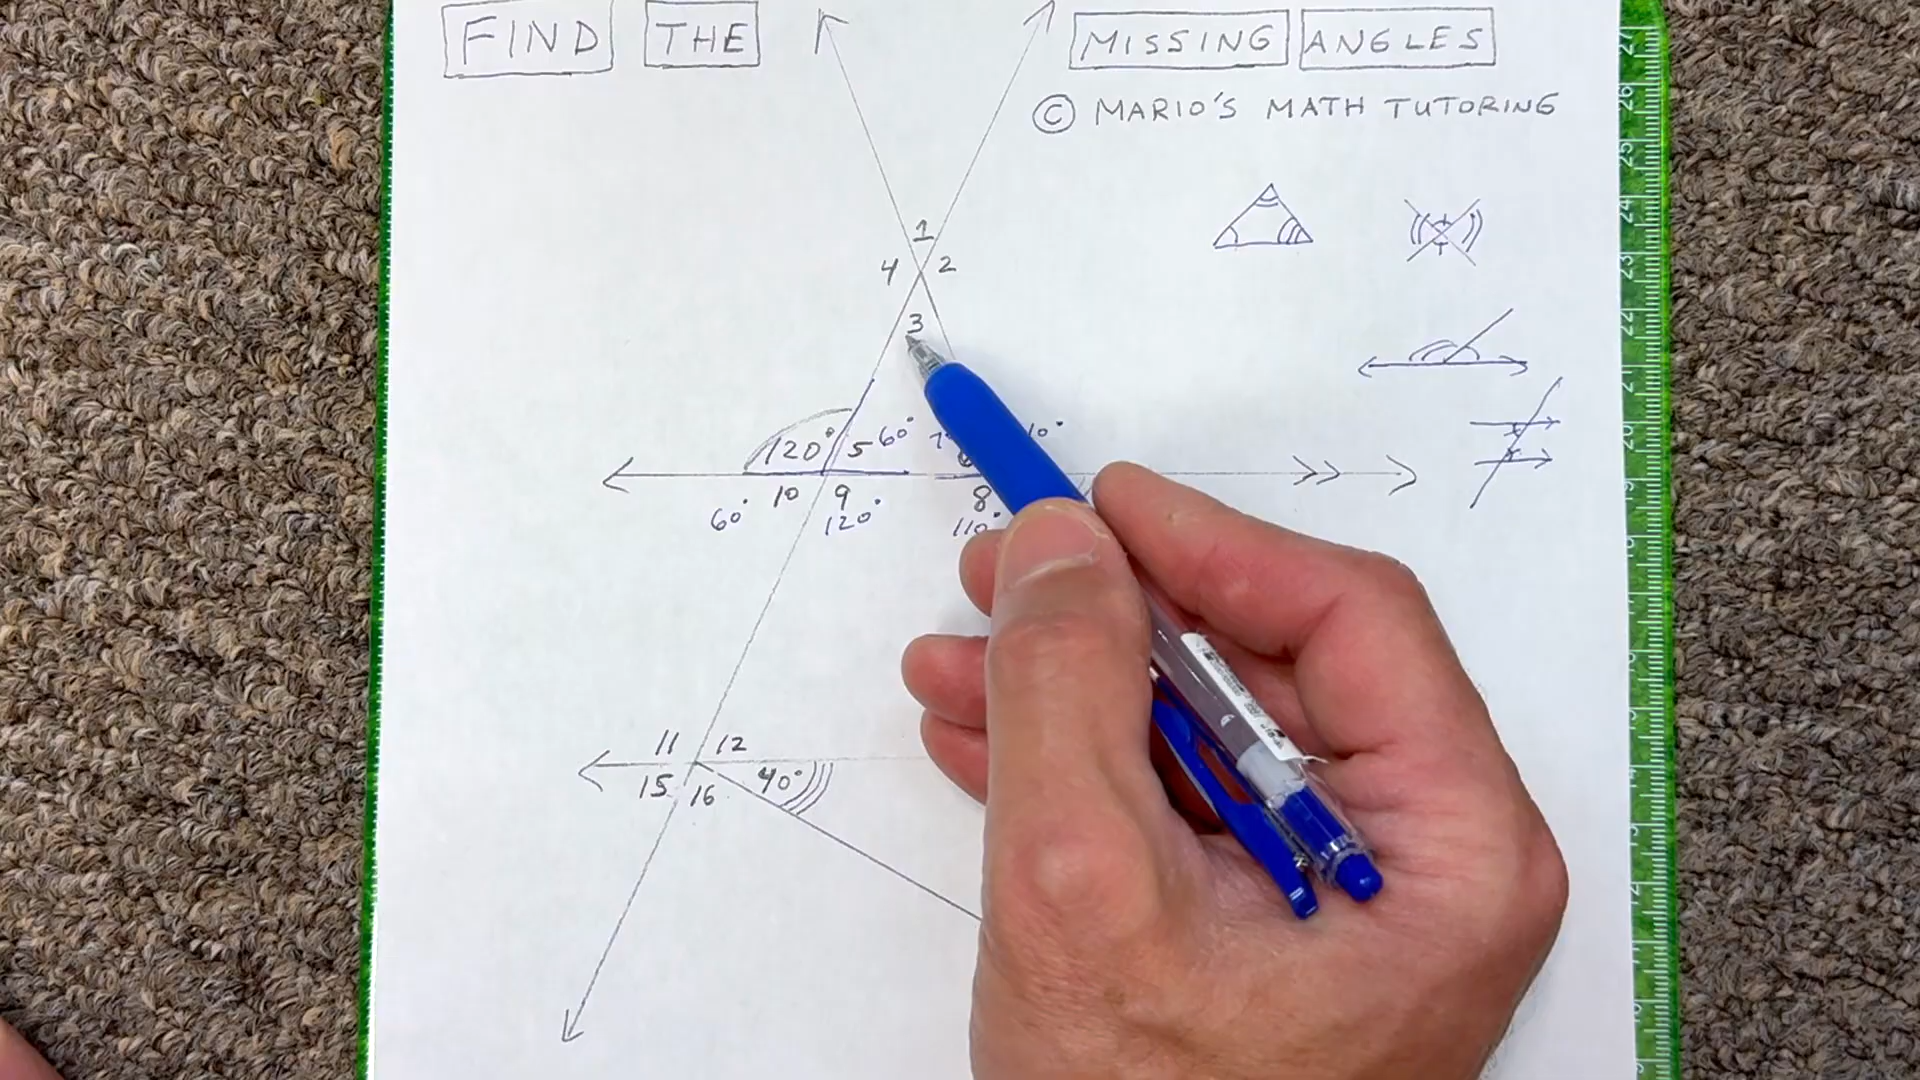 FIND THE MISSING ANGLES
© MARIO'S MATH TUTORING
1
4 2
3
120° 5 60°
10 9 8
60° 120° 110°
11 12
15 16 40°